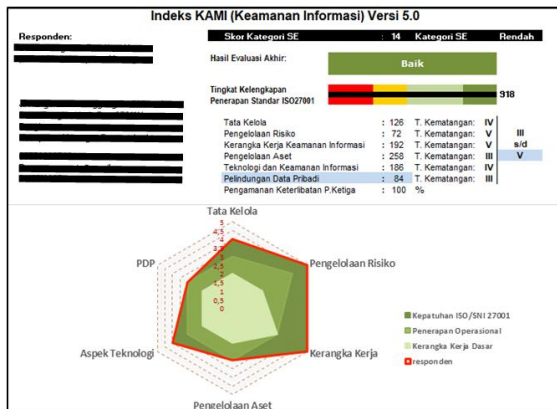 Indeks KAMI (Keamanan Informasi) Versi 5.0
Responden:
Skor Kategori SE : 14 Kategori SE Rendah
Hasil Evaluasi Akhir: Baik
Tingkat Kelengkapan
Penerapan Standar ISO27001 918
Tata Kelola : 126 T. Kematangan: IV
Pengelolaan Risiko : 72 T. Kematangan: V III
Kerangka Kerja Keamanan Informasi : 192 T. Kematangan: V s/d
Pengelolaan Aset : 258 T. Kematangan: III V
Teknologi dan Keamanan Informasi : 186 T. Kematangan: IV
Pelindungan Data Pribadi : 84 T. Kematangan: III
Pengamanan Keterlibatan P.Ketiga : 100 %
Tata Kelola
5
4.5
4
3.5
3
2.5
2
1.5
1
0.5
0
PDP
Pengelolaan Risiko
Aspek Teknologi
Kerangka Kerja
Pengelolaan Aset
Kepatuhan ISO/SNI 27001
Penerapan Operasional
Kerangka Kerja Dasar
responden